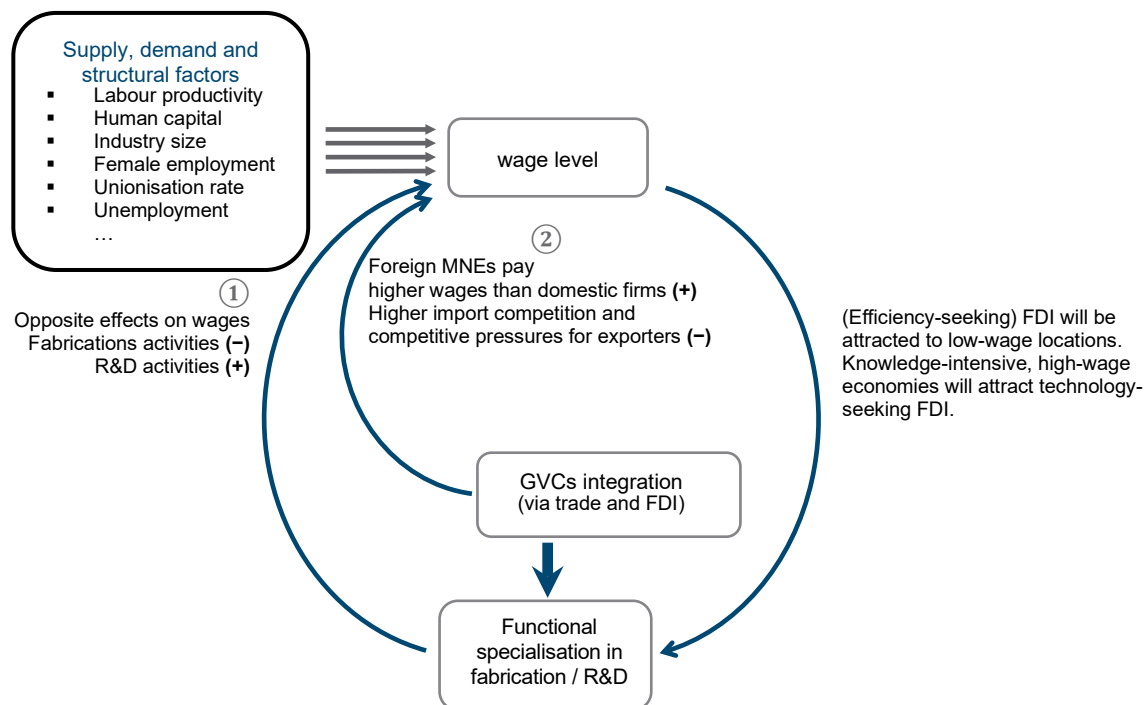 Supply, demand and
structural factors
▪ Labour productivity
▪ Human capital
▪ Industry size
▪ Female employment
▪ Unionisation rate
▪ Unemployment
…
wage level
①
Opposite effects on wages
Fabrications activities (−)
R&D activities (+)
②
Foreign MNEs pay
higher wages than domestic firms (+)
Higher import competition and
competitive pressures for exporters (−)
(Efficiency-seeking) FDI will be
attracted to low-wage locations.
Knowledge-intensive, high-wage
economies will attract technology-
seeking FDI.
GVCs integration
(via trade and FDI)
Functional
specialisation in
fabrication / R&D